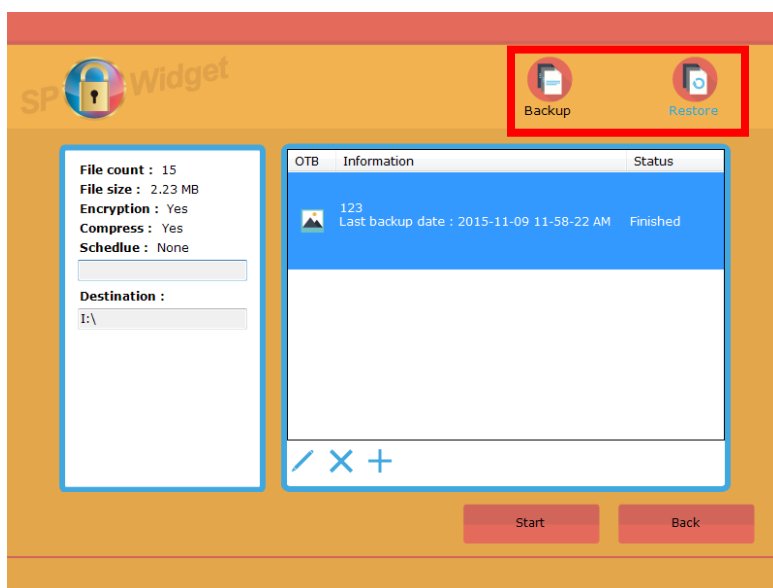 SP Widget
Backup
Restore
File count : 15
File size : 2.23 MB
Encryption : Yes
Compress : Yes
Schedlue : None
Destination :
I:\
OTB Information Status
123
Last backup date : 2015-11-09 11-58-22 AM Finished
Start
Back